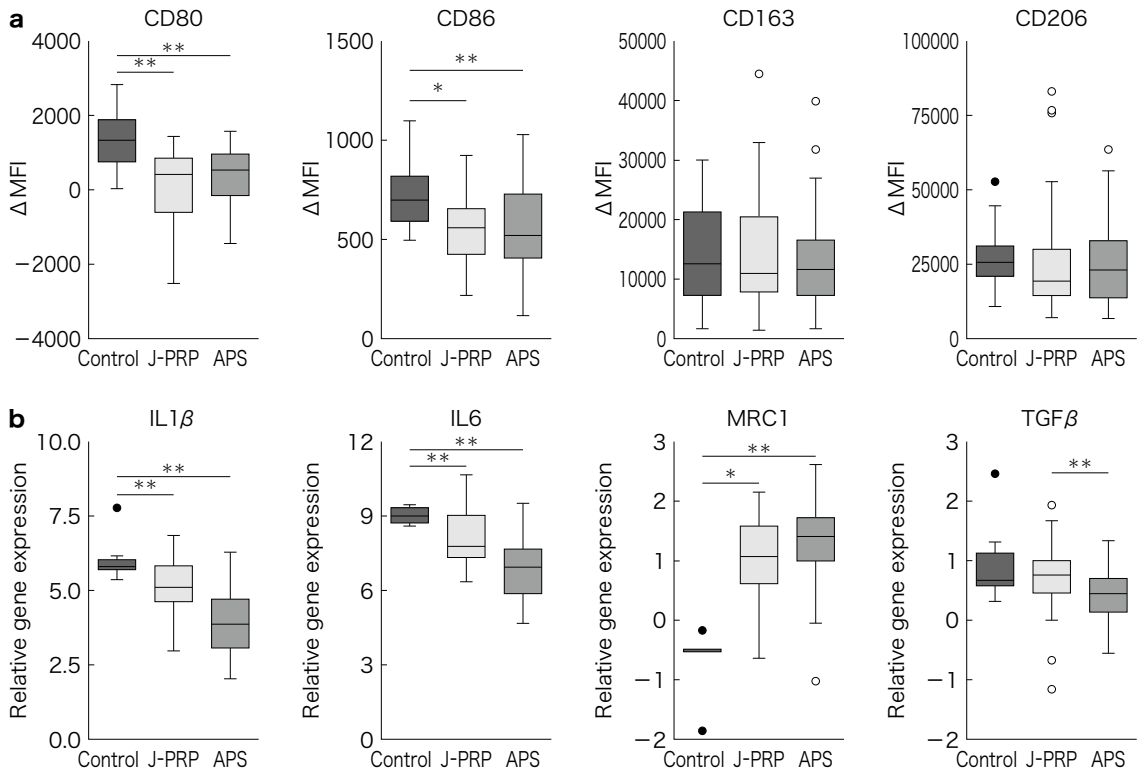 a
CD80
CD86
CD163
CD206
4000
2000
0
−2000
−4000
Δ MFI
**
**
Control J-PRP APS
1500
1000
500
0
Δ MFI
**
*
Control J-PRP APS
50000
40000
30000
20000
10000
0
Δ MFI
Control J-PRP APS
100000
75000
50000
25000
0
Δ MFI
Control J-PRP APS
b
IL1β
IL6
MRC1
TGFβ
10.0
7.5
5.0
2.5
0.0
Relative gene expression
**
**
Control J-PRP APS
12
9
6
3
0
Relative gene expression
**
**
Control J-PRP APS
3
2
1
0
−1
−2
Relative gene expression
**
*
Control J-PRP APS
3
2
1
0
−1
−2
Relative gene expression
**
Control J-PRP APS